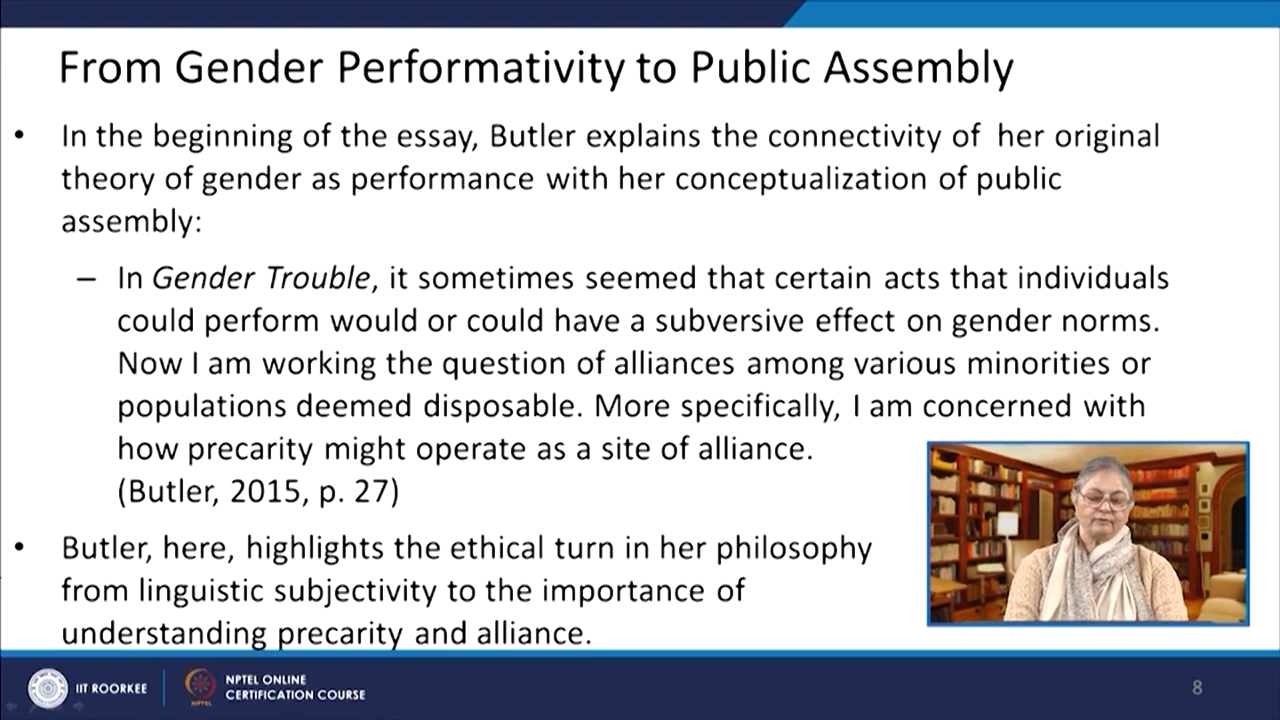 From Gender Performativity to Public Assembly
• In the beginning of the essay, Butler explains the connectivity of her original
theory of gender as performance with her conceptualization of public
assembly:
– In Gender Trouble, it sometimes seemed that certain acts that individuals
could perform would or could have a subversive effect on gender norms.
Now I am working the question of alliances among various minorities or
populations deemed disposable. More specifically, I am concerned with
how precarity might operate as a site of alliance.
(Butler, 2015, p. 27)
• Butler, here, highlights the ethical turn in her philosophy
from linguistic subjectivity to the importance of
understanding precarity and alliance.
IIT ROORKEE
NPTEL
NPTEL ONLINE
CERTIFICATION COURSE
8